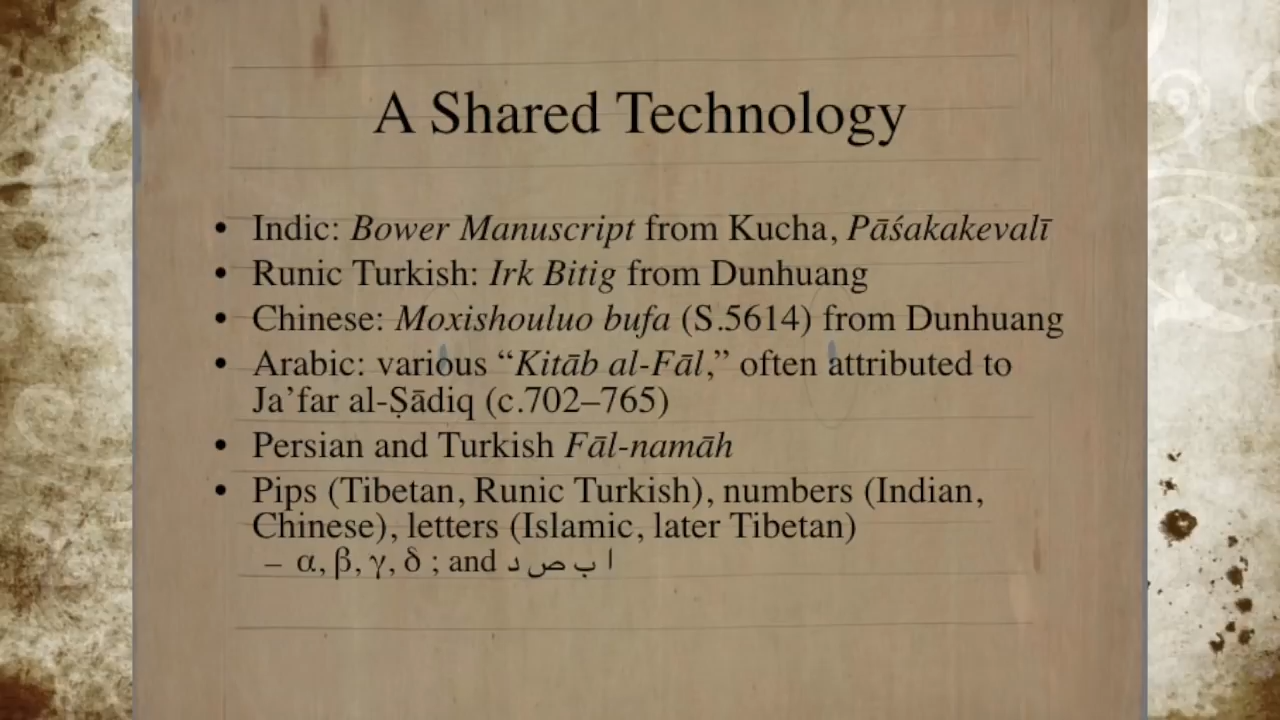 A Shared Technology
• Indic: Bower Manuscript from Kucha, Pāśakakevalī
• Runic Turkish: Irk Bitig from Dunhuang
• Chinese: Moxishouluo bufa (S.5614) from Dunhuang
• Arabic: various “Kitāb al-Fāl,” often attributed to
Ja’far al-Ṣādiq (c.702–765)
• Persian and Turkish Fāl-namāh
• Pips (Tibetan, Runic Turkish), numbers (Indian,
Chinese), letters (Islamic, later Tibetan)
– α, β, γ, δ ; and ا ب ص د